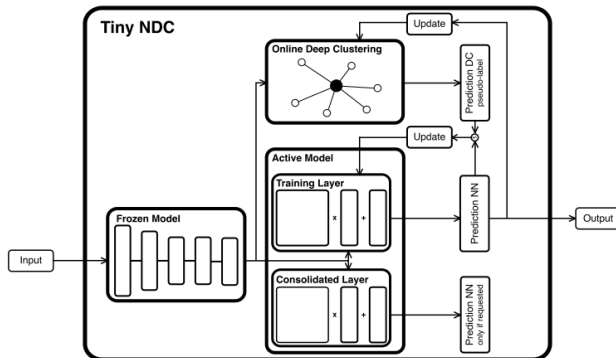 Tiny NDC
Update
Online Deep Clustering
Prediction DC
pseudo-label
Update
Active Model
Training Layer
x
+
Prediction NN
Frozen Model
Input
Output
Consolidated Layer
x
+
Prediction NN
only if requested